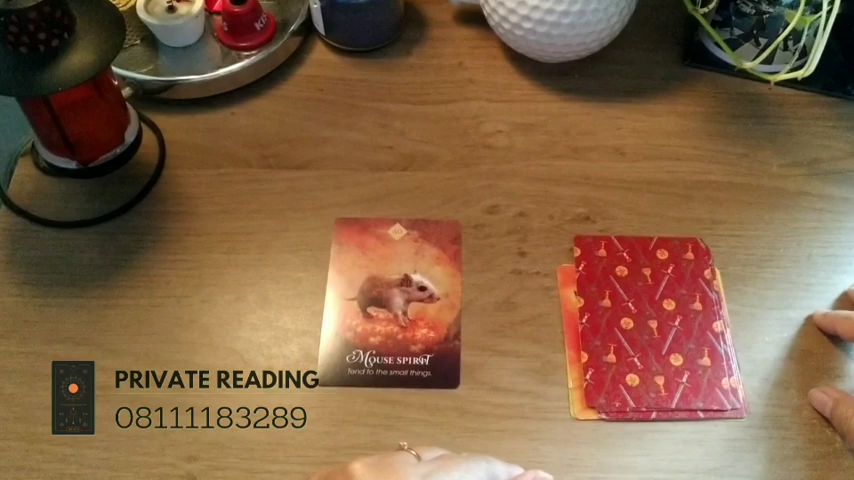 MOUSE SPIRIT
Tend to the small things.
PRIVATE READING
08111183289